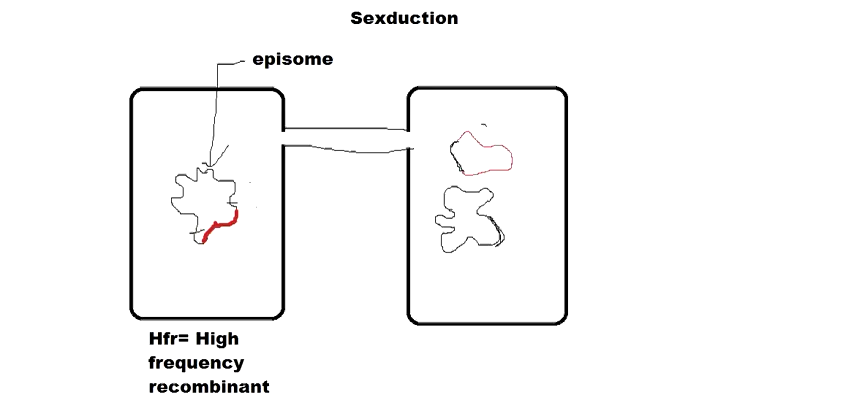 Sexduction
episome
Hfr= High
frequency
recombinant